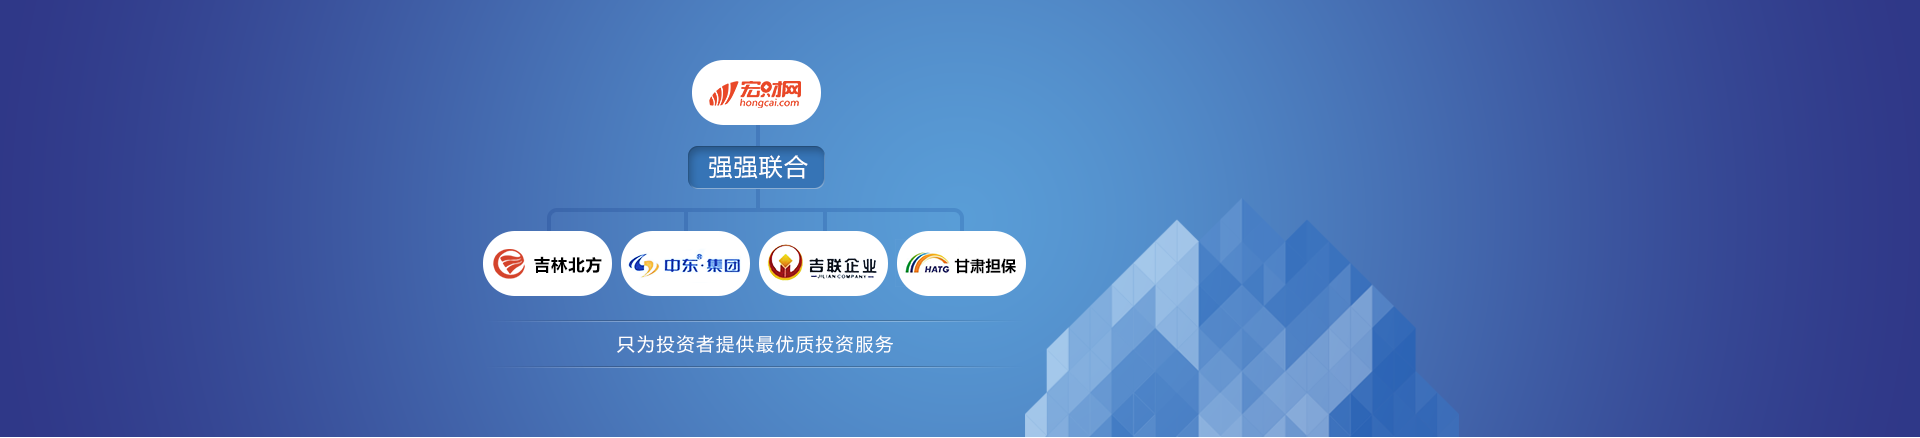 宏财网
hongcai.com
强强联合
吉林北方
中东·集团
吉联企业
JILIAN COMPANY
HATG 甘肃担保
只为投资者提供最优质投资服务